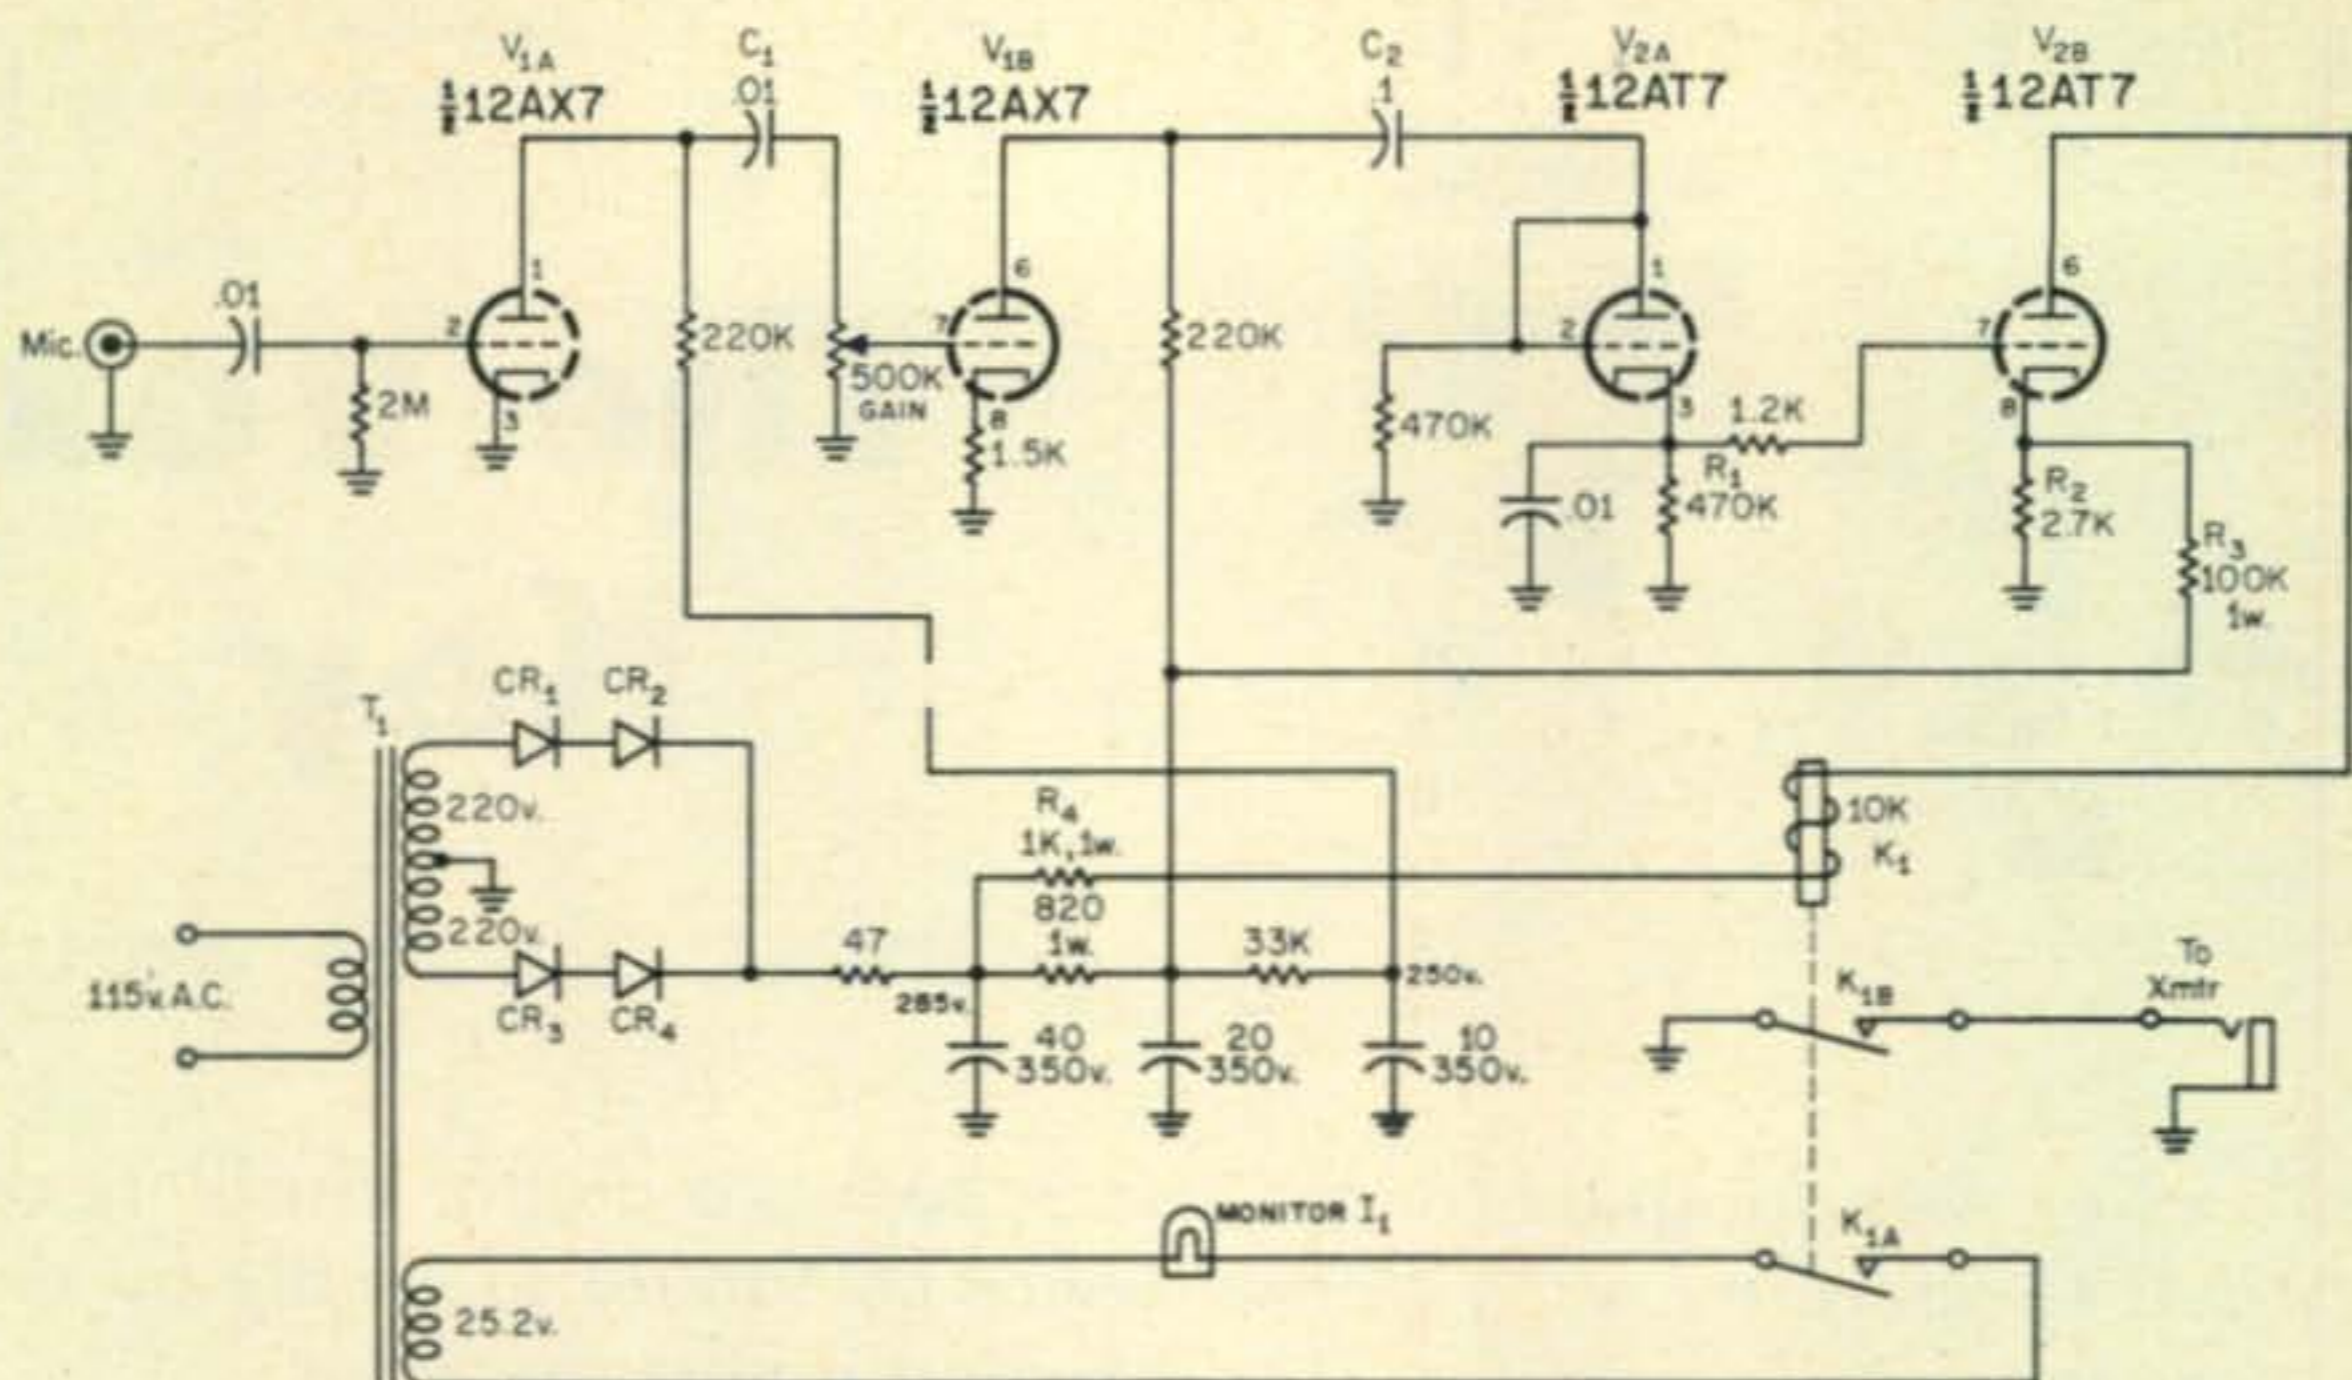 V1A
½12AX7
C1
.01
V1B
½12AX7
C2
.1
V2A
½12AT7
V2B
½12AT7
Mic.
.01
2M
2
1
3
220K
500K
GAIN
7
6
8
1.5K
220K
470K
2
1
3
1.2K
.01
R1
470K
7
6
8
R2
2.7K
R3
100K
1w.
T1
CR1
CR2
220v.
220v.
CR3
CR4
115v. A.C.
47
285v.
R4
1K, 1w.
820
1w.
33K
250v.
40
350v.
20
350v.
10
350v.
10K
K1
K1B
To
Xmtr
MONITOR I1
K1A
25.2v.